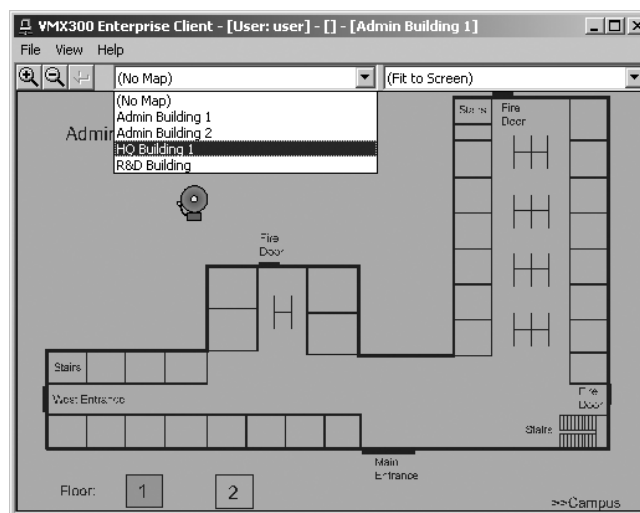 VMX300 Enterprise Client - [User: user] - [] - [Admin Building 1]
File View Help
(No Map) (Fit to Screen)
(No Map)
Admin Building 1
Admin Building 2
HQ Building 1
R&D Building
Admin
Stairs
Fire
Door
Fire
Door
Stairs
West Entrance
Fire
Door
Stairs
Main
Entrance
Floor: 1 2
>>Campus